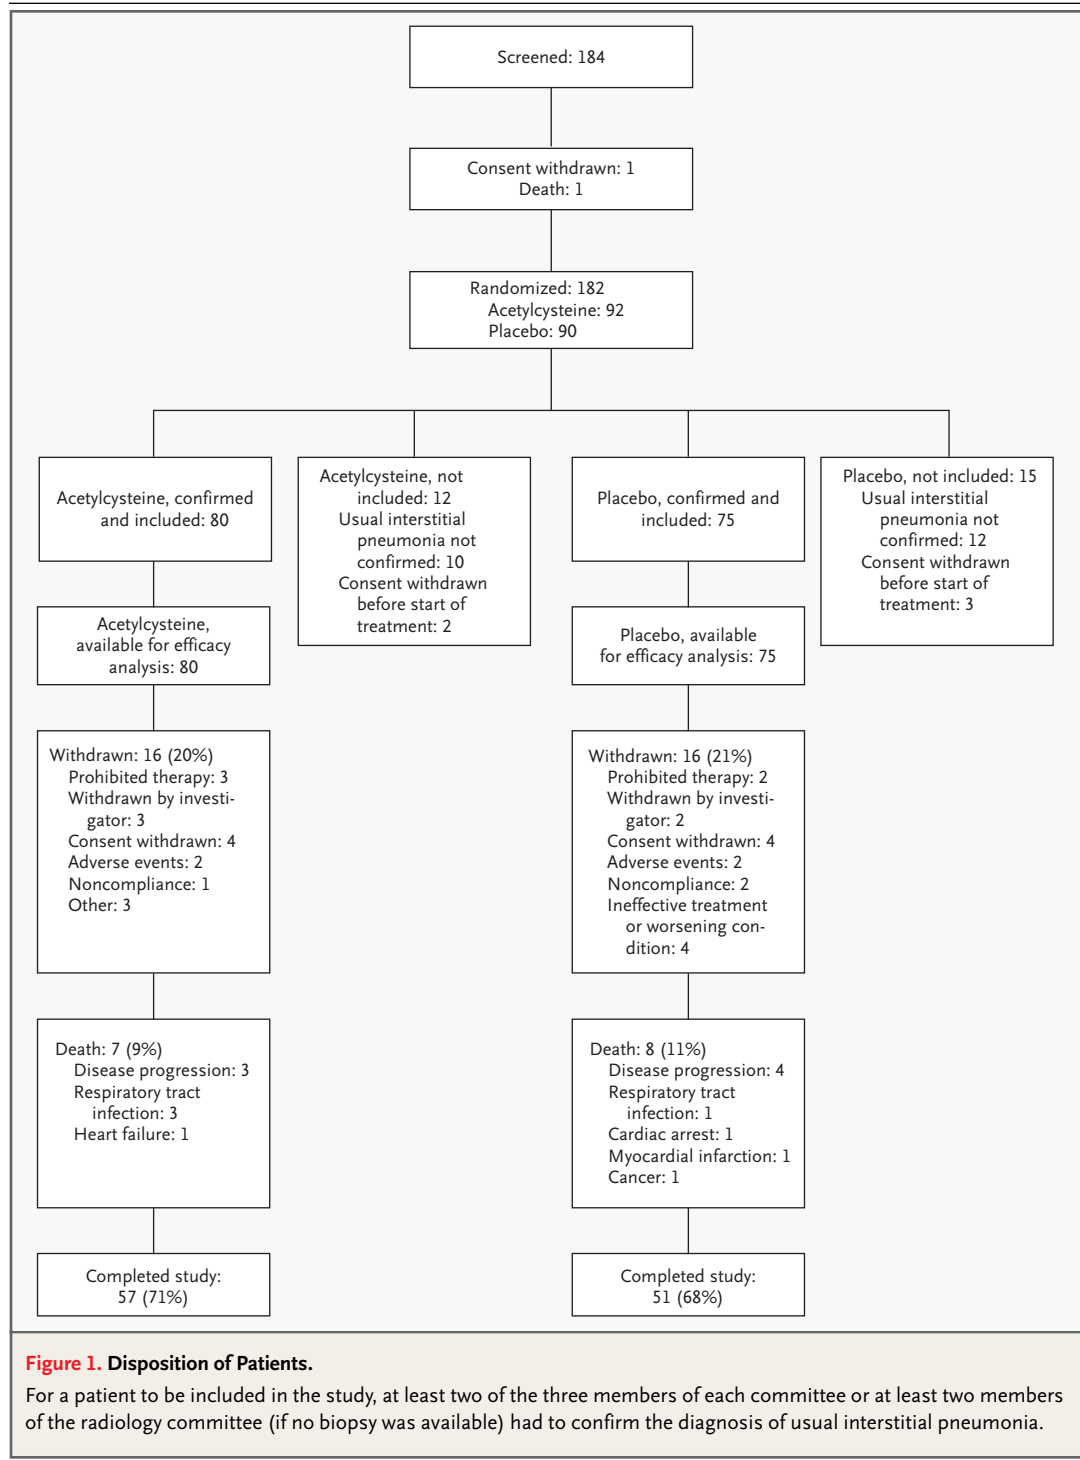 Screened: 184
Consent withdrawn: 1
Death: 1
Randomized: 182
Acetylcysteine: 92
Placebo: 90
Acetylcysteine, confirmed
and included: 80
Acetylcysteine, not
included: 12
Usual interstitial
pneumonia not
confirmed: 10
Consent withdrawn
before start of
treatment: 2
Placebo, confirmed and
included: 75
Placebo, not included: 15
Usual interstitial
pneumonia not
confirmed: 12
Consent withdrawn
before start of
treatment: 3
Acetylcysteine,
available for efficacy
analysis: 80
Placebo, available
for efficacy analysis: 75
Withdrawn: 16 (20%)
Prohibited therapy: 3
Withdrawn by investi-
gator: 3
Consent withdrawn: 4
Adverse events: 2
Noncompliance: 1
Other: 3
Withdrawn: 16 (21%)
Prohibited therapy: 2
Withdrawn by investi-
gator: 2
Consent withdrawn: 4
Adverse events: 2
Noncompliance: 2
Ineffective treatment
or worsening con-
dition: 4
Death: 7 (9%)
Disease progression: 3
Respiratory tract
infection: 3
Heart failure: 1
Death: 8 (11%)
Disease progression: 4
Respiratory tract
infection: 1
Cardiac arrest: 1
Myocardial infarction: 1
Cancer: 1
Completed study:
57 (71%)
Completed study:
51 (68%)
Figure 1. Disposition of Patients.
For a patient to be included in the study, at least two of the three members of each committee or at least two members
of the radiology committee (if no biopsy was available) had to confirm the diagnosis of usual interstitial pneumonia.